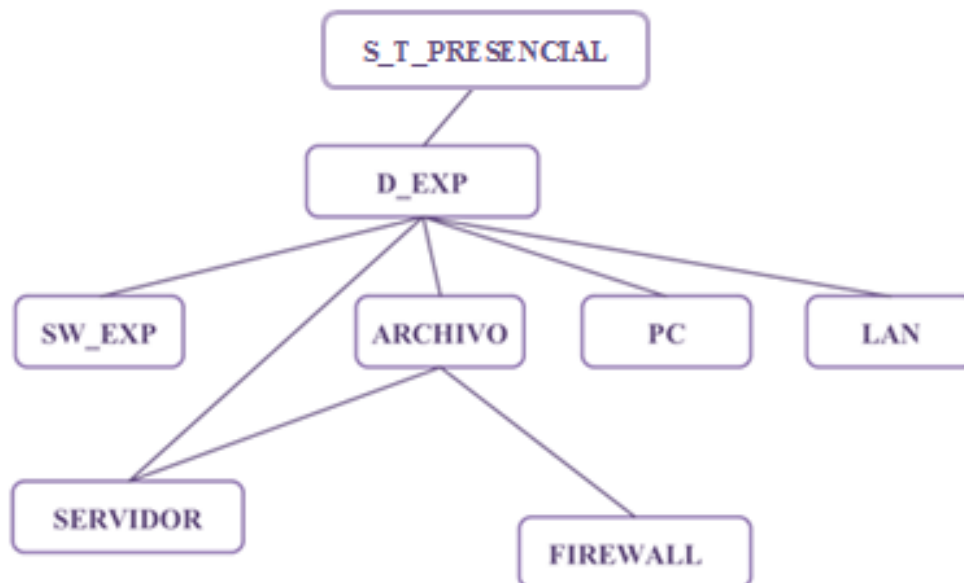 S_T_PRESENCIAL
D_EXP
SW_EXP
ARCHIVO
PC
LAN
SERVIDOR
FIREWALL